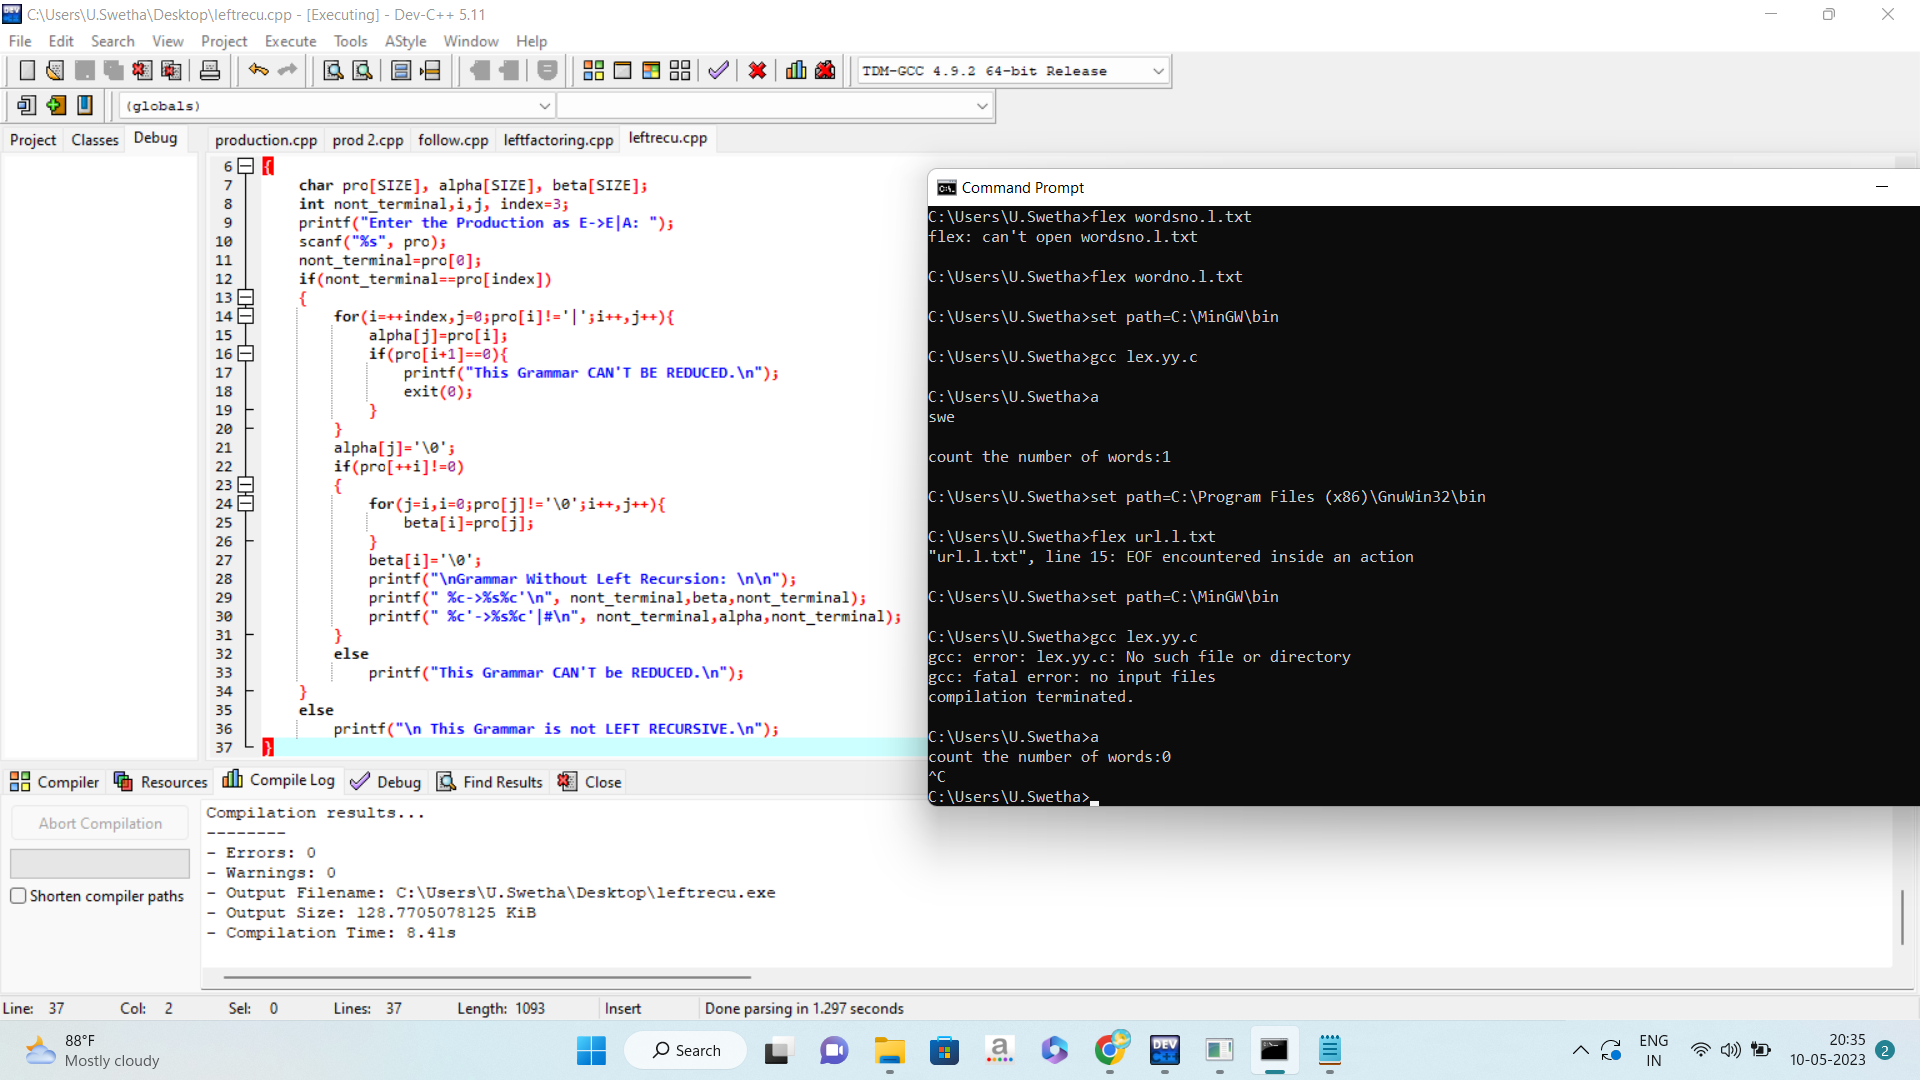 C:\Users\U.Swetha\Desktop\leftrecu.cpp - [Executing] - Dev-C++ 5.11
File Edit Search View Project Execute Tools AStyle Window Help
TDM-GCC 4.9.2 64-bit Release
(globals)
Project Classes Debug
production.cpp prod 2.cpp follow.cpp leftfactoring.cpp leftrecu.cpp
6 {
7 char pro[SIZE], alpha[SIZE], beta[SIZE];
8 int nont_terminal,i,j, index=3;
9 printf("Enter the Production as E->E|A: ");
10 scanf("%s", pro);
11 nont_terminal=pro[0];
12 if(nont_terminal==pro[index])
13 {
14 for(i=++index,j=0;pro[i]!='|';i++,j++){
15 alpha[j]=pro[i];
16 if(pro[i+1]==0){
17 printf("This Grammar CAN'T BE REDUCED.\n");
18 exit(0);
19 }
20 }
21 alpha[j]='\0';
22 if(pro[++i]!=0)
23 {
24 for(j=i,i=0;pro[j]!='\0';i++,j++){
25 beta[i]=pro[j];
26 }
27 beta[i]='\0';
28 printf("\nGrammar Without Left Recursion: \n\n");
29 printf(" %c->%s%c'\n", nont_terminal,beta,nont_terminal);
30 printf(" %c'->%s%c'|#\n", nont_terminal,alpha,nont_terminal);
31 }
32 else
33 printf("This Grammar CAN'T be REDUCED.\n");
34 }
35 else
36 printf("\n This Grammar is not LEFT RECURSIVE.\n");
37 }
Command Prompt
C:\Users\U.Swetha>flex wordsno.l.txt
flex: can't open wordsno.l.txt
C:\Users\U.Swetha>flex wordno.l.txt
C:\Users\U.Swetha>set path=C:\MinGW\bin
C:\Users\U.Swetha>gcc lex.yy.c
C:\Users\U.Swetha>a
swe
count the number of words:1
C:\Users\U.Swetha>set path=C:\Program Files (x86)\GnuWin32\bin
C:\Users\U.Swetha>flex url.l.txt
"url.l.txt", line 15: EOF encountered inside an action
C:\Users\U.Swetha>set path=C:\MinGW\bin
C:\Users\U.Swetha>gcc lex.yy.c
gcc: error: lex.yy.c: No such file or directory
gcc: fatal error: no input files
compilation terminated.
C:\Users\U.Swetha>a
count the number of words:0
^C
C:\Users\U.Swetha>
Compiler Resources Compile Log Debug Find Results Close
Abort Compilation
Shorten compiler paths
Compilation results...
--------
- Errors: 0
- Warnings: 0
- Output Filename: C:\Users\U.Swetha\Desktop\leftrecu.exe
- Output Size: 128.7705078125 KiB
- Compilation Time: 8.41s
Line: 37 Col: 2 Sel: 0 Lines: 37 Length: 1093 Insert Done parsing in 1.297 seconds
88°F
Mostly cloudy
Search
ENG
IN
20:35
10-05-2023
2